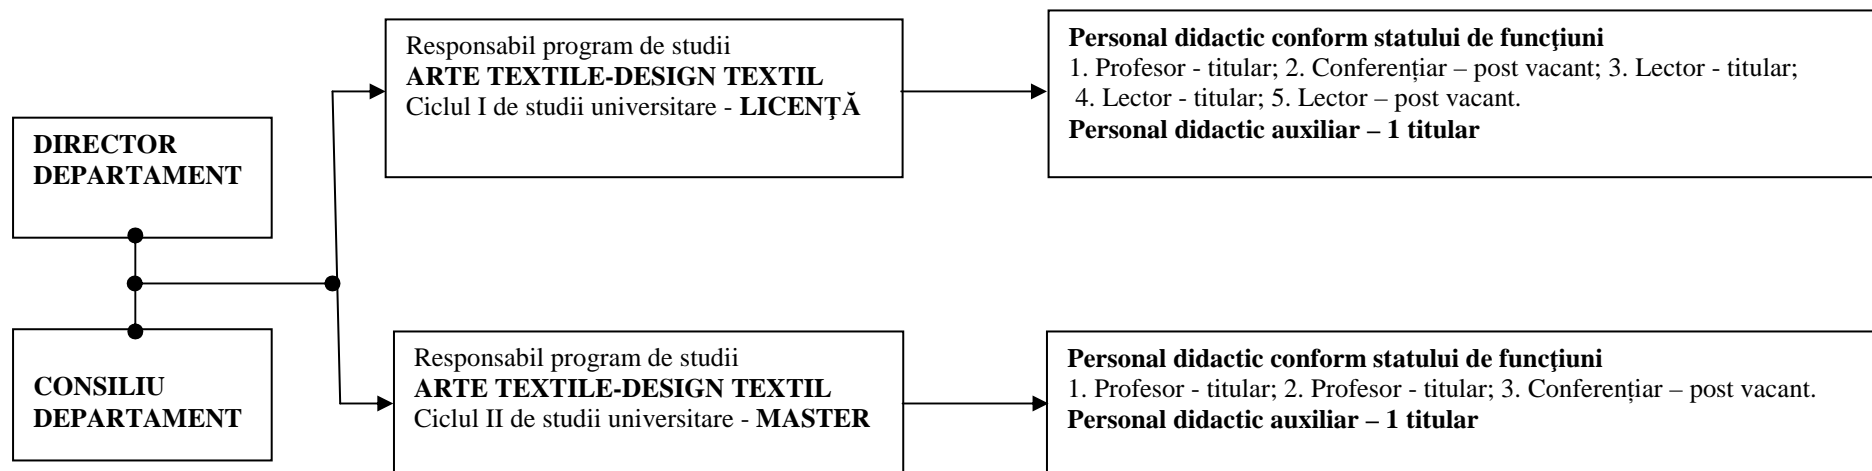 DIRECTOR
DEPARTAMENT
CONSILIU
DEPARTAMENT
Responsabil program de studii
ARTE TEXTILE-DESIGN TEXTIL
Ciclul I de studii universitare - LICENŢĂ
Personal didactic conform statului de funcţiuni
1. Profesor - titular; 2. Conferențiar – post vacant; 3. Lector - titular;
4. Lector - titular; 5. Lector – post vacant.
Personal didactic auxiliar – 1 titular
Responsabil program de studii
ARTE TEXTILE-DESIGN TEXTIL
Ciclul II de studii universitare - MASTER
Personal didactic conform statului de funcţiuni
1. Profesor - titular; 2. Profesor - titular; 3. Conferențiar – post vacant.
Personal didactic auxiliar – 1 titular